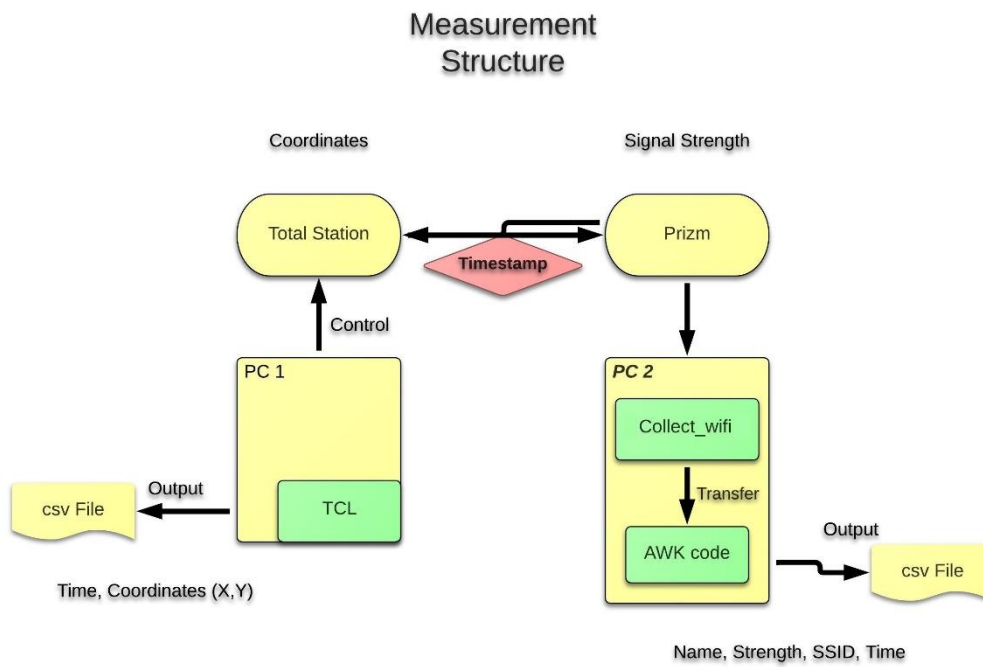 Measurement
Structure
Coordinates
Signal Strength
Total Station
Prizm
Timestamp
Control
PC 1
PC 2
Collect_wifi
Output
csv File
TCL
Transfer
AWK code
Output
csv File
Time, Coordinates (X,Y)
Name, Strength, SSID, Time